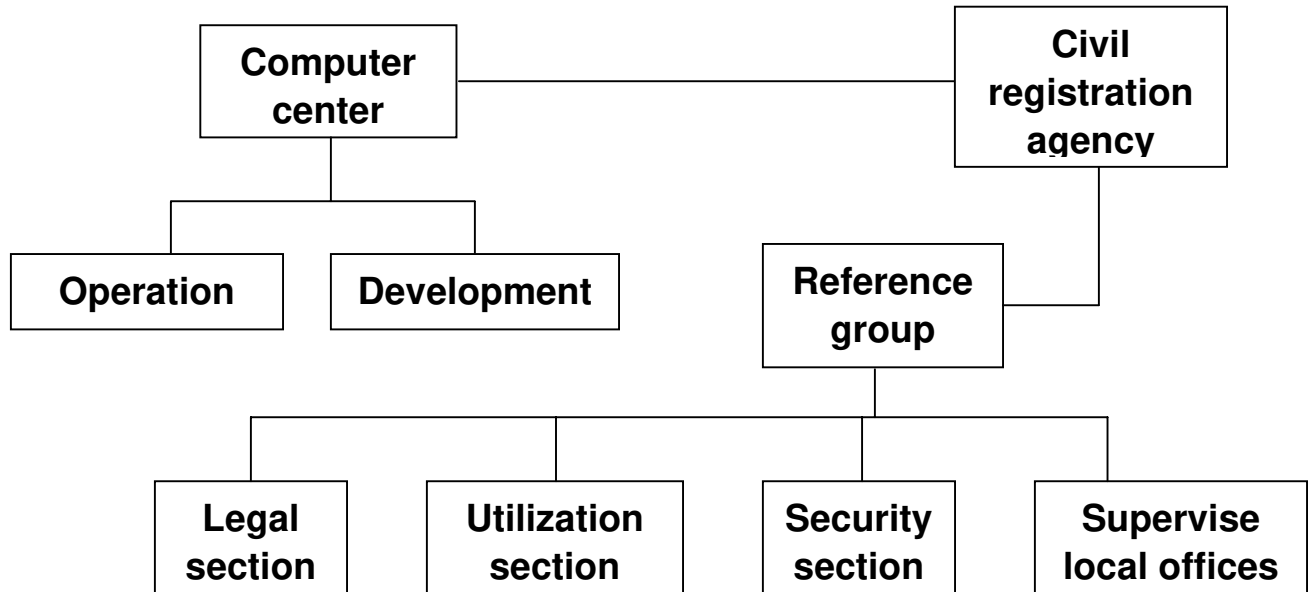 Computer
center
Civil
registration
agency
Operation
Development
Reference
group
Legal
section
Utilization
section
Security
section
Supervise
local offices